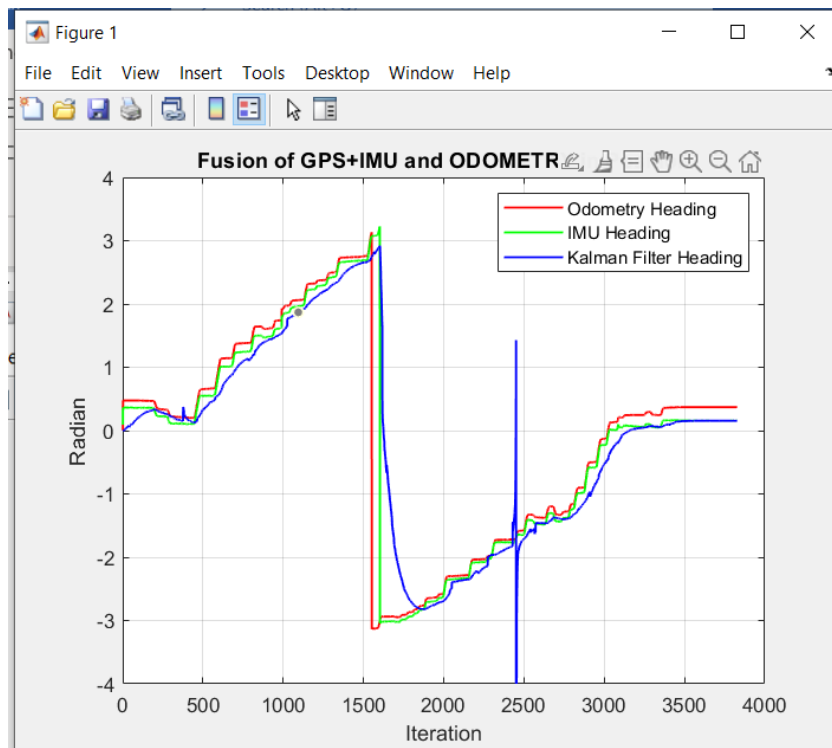 Figure 1
File Edit View Insert Tools Desktop Window Help
Fusion of GPS+IMU and ODOMETR
4
3
2
1
0
-1
-2
-3
-4
Radian
Odometry Heading
IMU Heading
Kalman Filter Heading
0 500 1000 1500 2000 2500 3000 3500 4000
Iteration